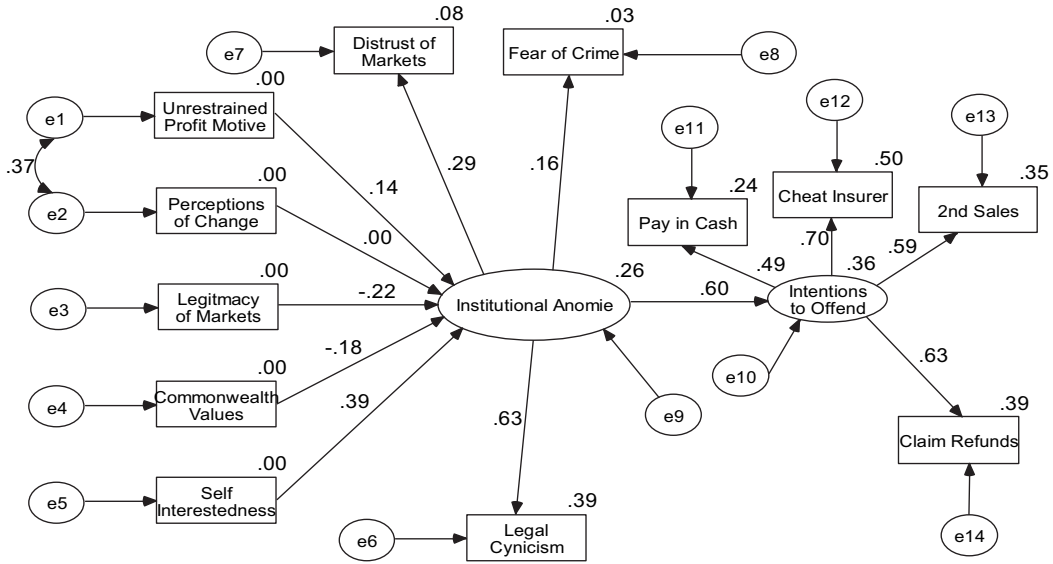 .08
.03
e7
Distrust of
Markets
Fear of Crime
e8
.00
e1
Unrestrained
Profit Motive
e12
e11
e13
.37
.29
.16
.50
.14
.24
.35
.00
e2
Perceptions
of Change
Cheat Insurer
Pay in Cash
2nd Sales
.00
.70
.59
.00
.49
.36
.26
e3
Legitmacy
of Markets
-.22
Institutional Anomie
.60
Intentions
to Offend
-.18
.00
.63
e10
e4
Commonwealth
Values
.39
.63
e9
.39
Claim Refunds
.00
e5
Self
Interestedness
.39
e6
Legal
Cynicism
e14